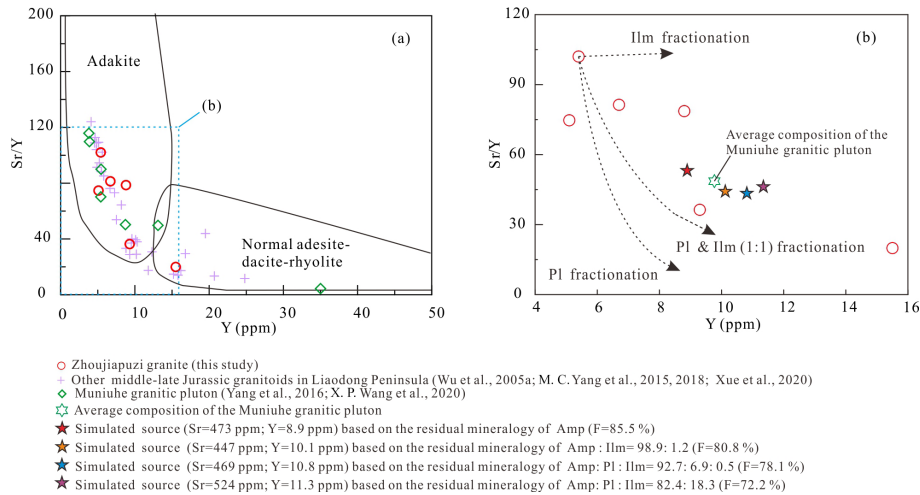 (a)
Adakite
(b)
Normal adesite-
dacite-rhyolite
Sr/Y
200
160
120
80
40
0
0
10
20
30
40
50
Y (ppm)
(b)
Ilm fractionation
Average composition of the
Muniuhe granitic pluton
Pl & Ilm (1:1) fractionation
Pl fractionation
Sr/Y
120
90
60
30
0
4
6
8
10
12
14
16
Y (ppm)
Zhoujiapuzi granite (this study)
Other middle-late Jurassic granitoids in Liaodong Peninsula (Wu et al., 2005a; M. C.Yang et al., 2015, 2018; Xue et al., 2020)
Muniuhe granitic pluton (Yang et al., 2016; X. P. Wang et al., 2020)
Average composition of the Muniuhe granitic pluton
Simulated source (Sr=473 ppm; Y=8.9 ppm) based on the residual mineralogy of Amp (F=85.5 %)
Simulated source (Sr=447 ppm; Y=10.1 ppm) based on the residual mineralogy of Amp : Ilm= 98.9: 1.2 (F=80.8 %)
Simulated source (Sr=469 ppm; Y=10.8 ppm) based on the residual mineralogy of Amp: Pl : Ilm= 92.7: 6.9: 0.5 (F=78.1 %)
Simulated source (Sr=524 ppm; Y=11.3 ppm) based on the residual mineralogy of Amp: Pl= 82.4: 18.3 (F=72.2 %)